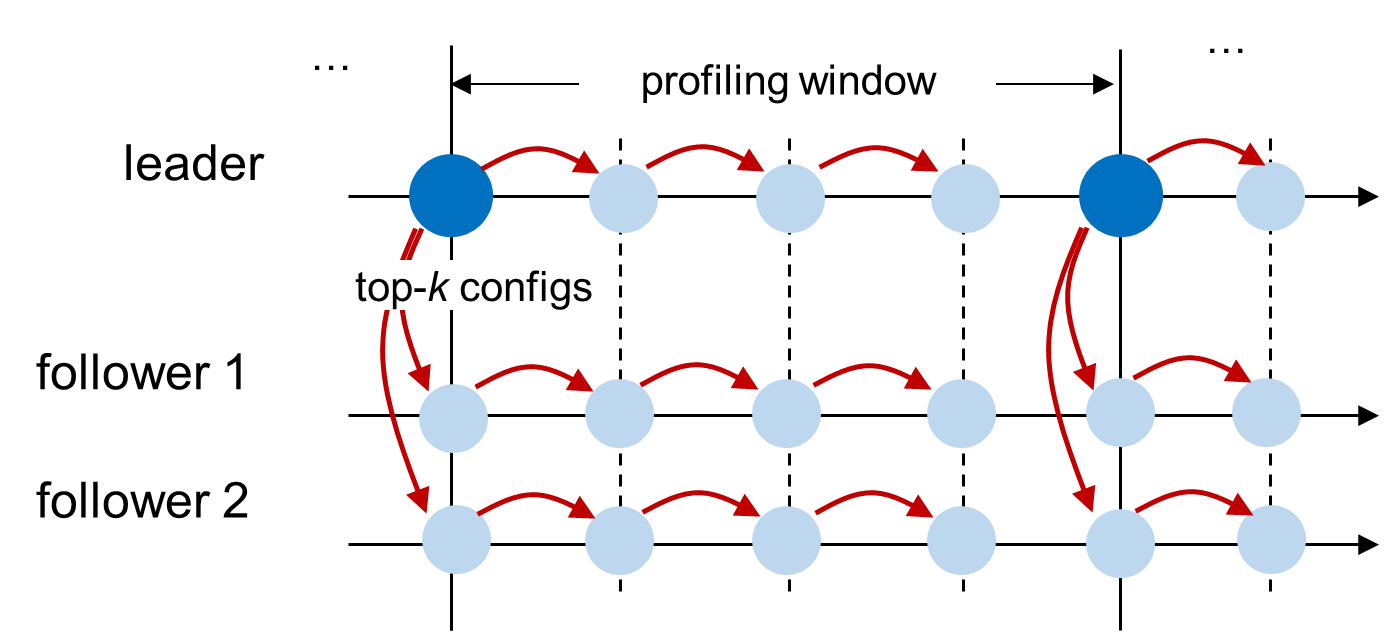 ...
...
profiling window
leader
top-k configs
follower 1
follower 2